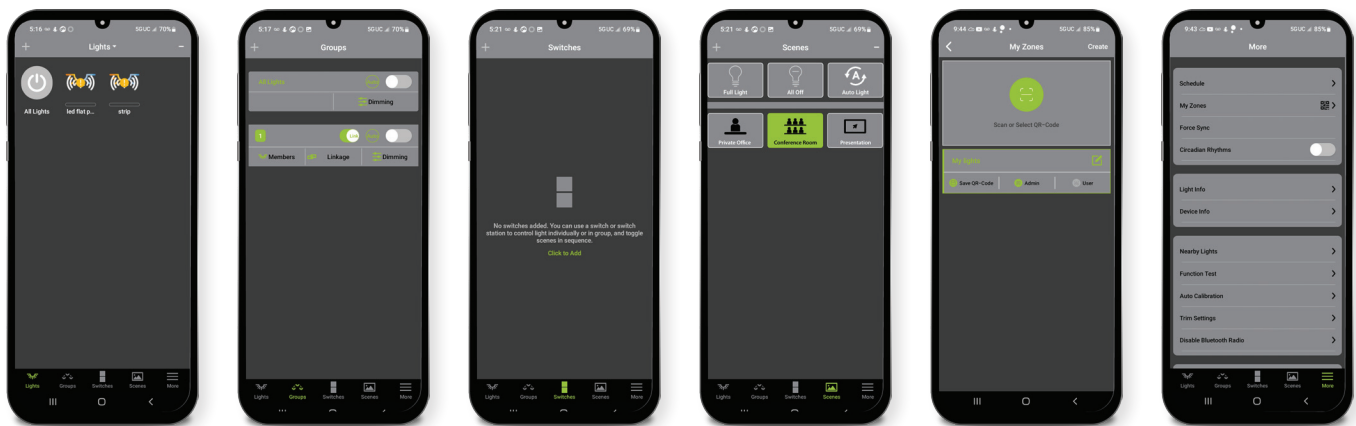 5:16
5GUC 70%
Lights
All Lights
led flat p...
strip
Lights
Groups
Switches
Scenes
More
5:17
5GUC 70%
Groups
All Lights
Auto
Dimming
1
Link
Auto
Members
Linkage
Dimming
Lights
Groups
Switches
Scenes
More
5:21
5GUC 69%
Switches
No switches added. You can use a switch or switch
station to control light individually or in group, and toggle
scenes in sequence.
Click to Add
Lights
Groups
Switches
Scenes
More
5:21
5GUC 69%
Scenes
Full Light
All Off
A
Auto Light
Private Office
Conference Room
Presentation
Lights
Groups
Switches
Scenes
More
9:44
5GUC 85%
My Zones
Create
Scan or Select QR-Code
My lights
Save QR-Code
Admin
User
9:43
5GUC 85%
More
Schedule
My Zones
Force Sync
Circadian Rhythms
Light Info
Device Info
Nearby Lights
Function Test
Auto Calibration
Trim Settings
Disable Bluetooth Radio
Lights
Groups
Switches
Scenes
More